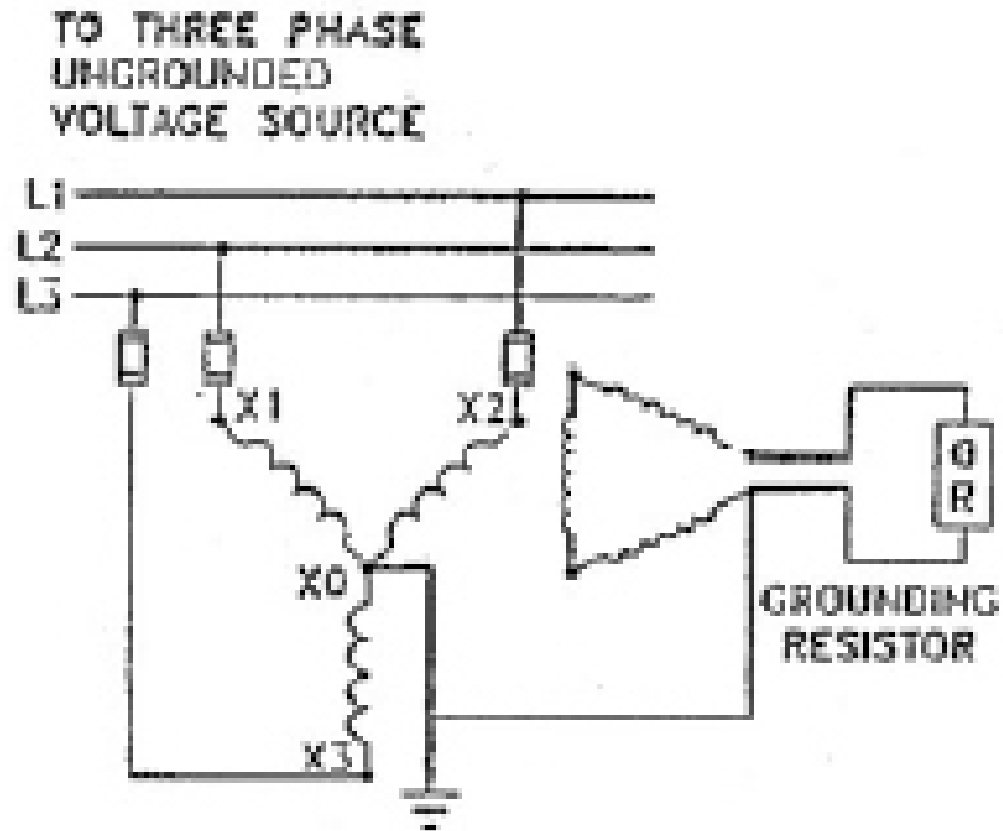 TO THREE PHASE
UNGROUNDED
VOLTAGE SOURCE
L1
L2
L3
X1
X2
X0
X3
G
R
GROUNDING
RESISTOR